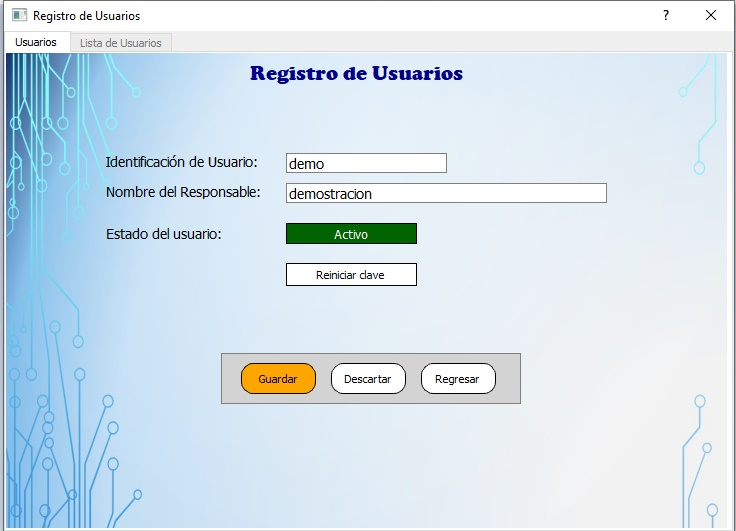 Registro de Usuarios
Usuarios
Lista de Usuarios
Registro de Usuarios
Identificación de Usuario:
demo
Nombre del Responsable:
demostracion
Estado del usuario:
Activo
Reiniciar clave
Guardar
Descartar
Regresar